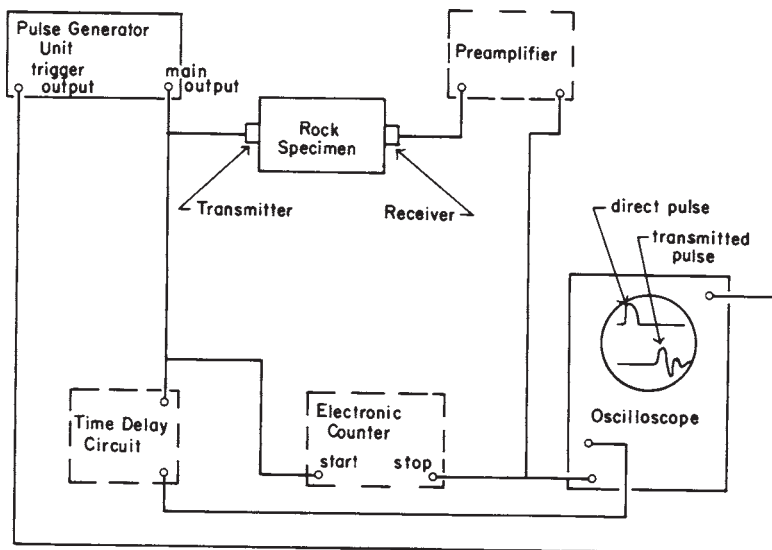 Pulse Generator
Unit
trigger
output
main
output
Preamplifier
Rock
Specimen
Transmitter
Receiver
direct pulse
transmitted
pulse
Oscilloscope
Time Delay
Circuit
Electronic
Counter
start
stop